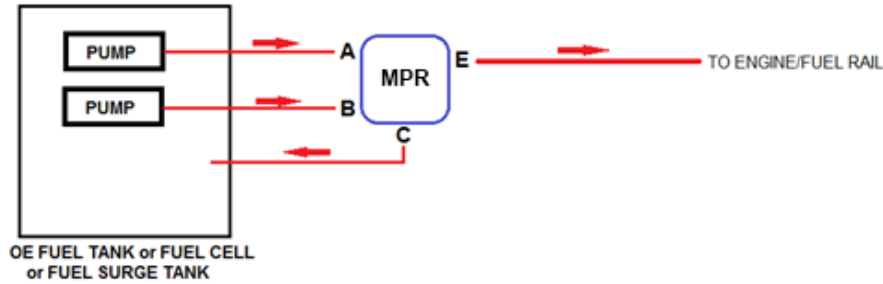 PUMP
A
E
TO ENGINE/FUEL RAIL
MPR
PUMP
B
C
OE FUEL TANK or FUEL CELL
or FUEL SURGE TANK